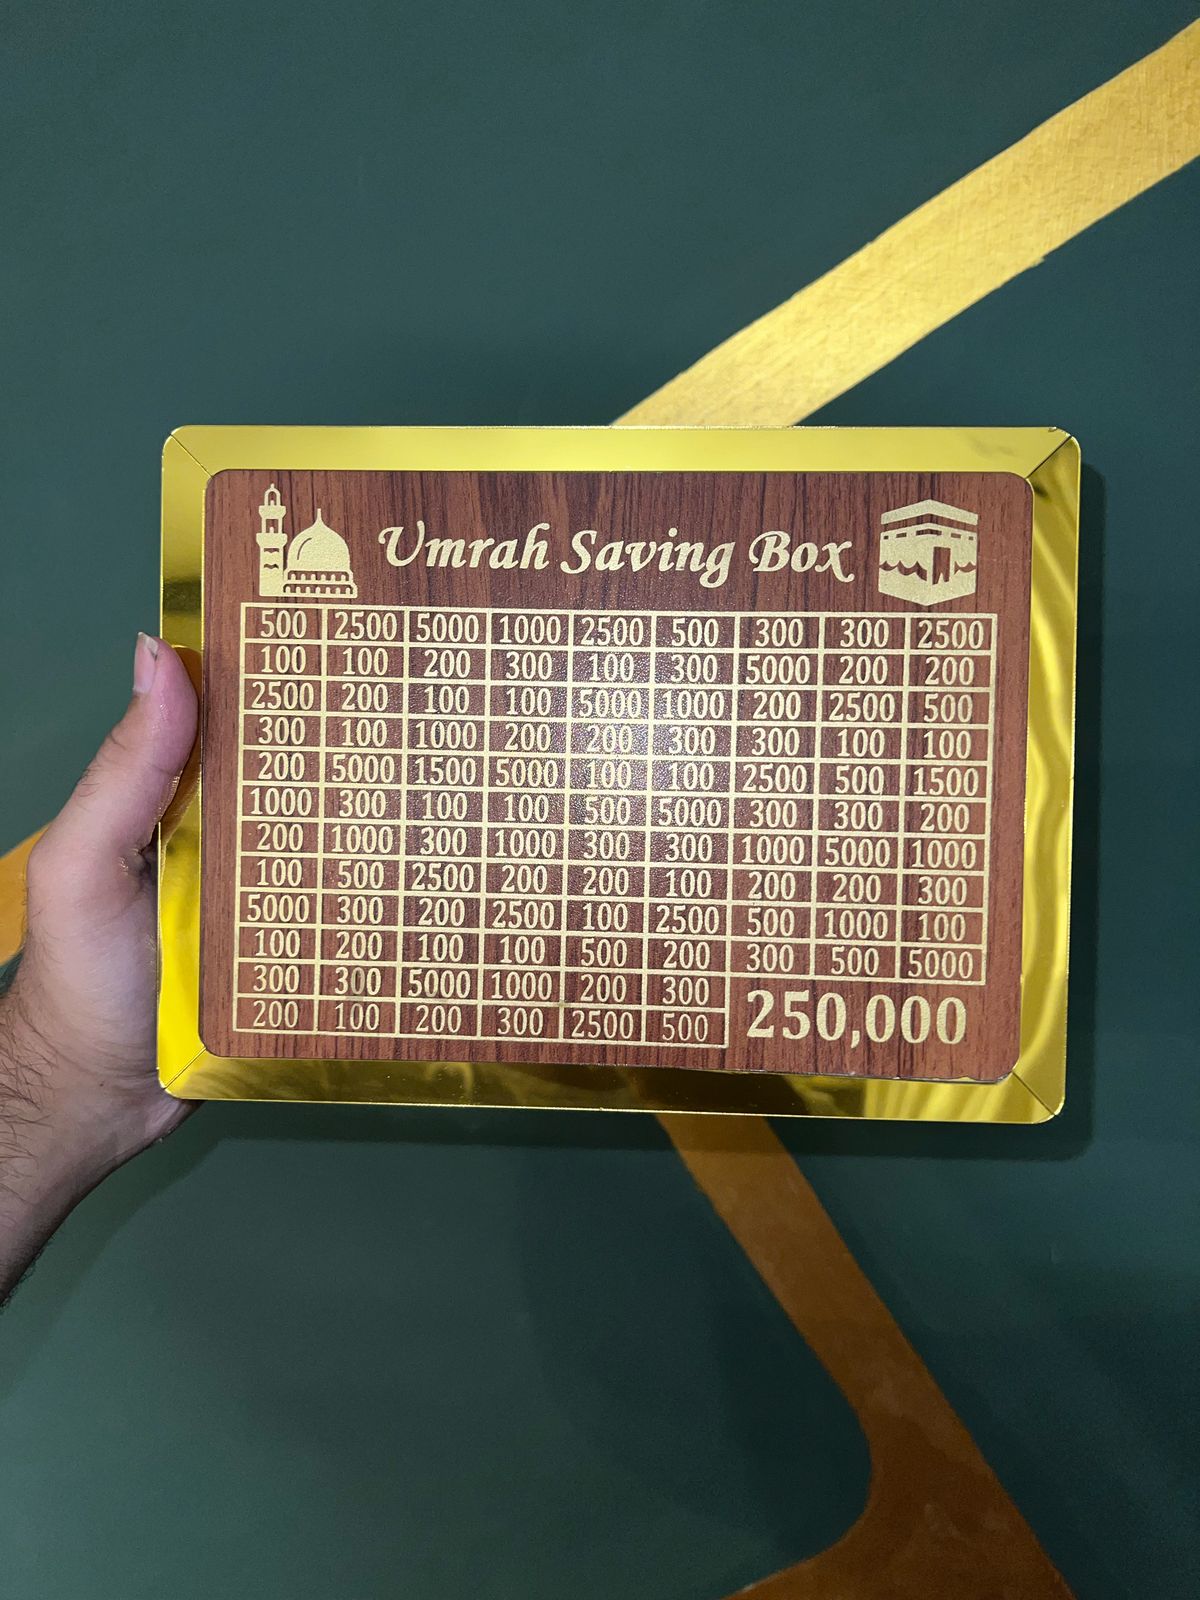 Umrah Saving Box
500 2500 5000 1000 2500 500 300 300 2500
100 100 200 300 100 300 5000 200 200
2500 200 100 100 5000 1000 200 2500 500
300 100 1000 200 200 300 300 100 100
200 5000 1500 5000 100 100 2500 500 1500
1000 300 100 100 500 5000 300 300 200
200 1000 300 1000 300 300 1000 5000 1000
100 500 2500 200 200 100 200 200 300
5000 300 200 2500 100 2500 500 1000 100
100 200 100 100 500 200 300 500 5000
300 300 5000 1000 200 300
200 100 200 300 2500 500
250,000